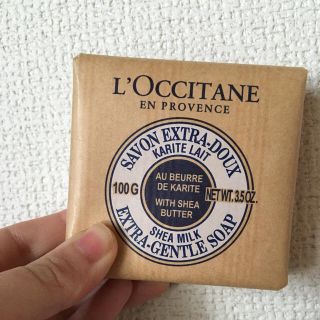 L'OCCITANE
EN PROVENCE
SAVON EXTRA-DOUX
KARITE LAIT
100 G
AU BEURRE
DE KARITE
WITH SHEA
BUTTER
NET WT. 3.5 OZ.
SHEA MILK
EXTRA-GENTLE SOAP